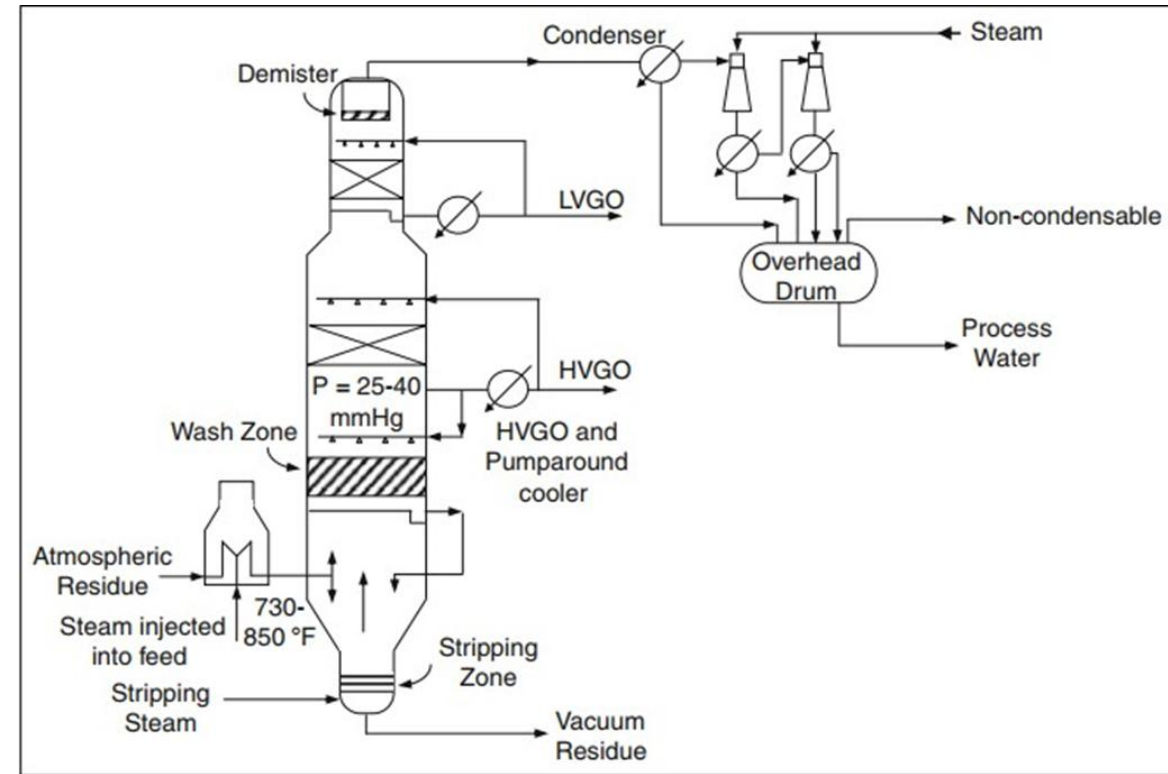 Condenser
Steam
Demister
LVGO
Non-condensable
Overhead
Drum
Process
Water
HVGO
P = 25-40
mmHg
Wash Zone
HVGO and
Pumparound
cooler
Atmospheric
Residue
730-
850 °F
Steam injected
into feed
Stripping
Zone
Stripping
Steam
Vacuum
Residue